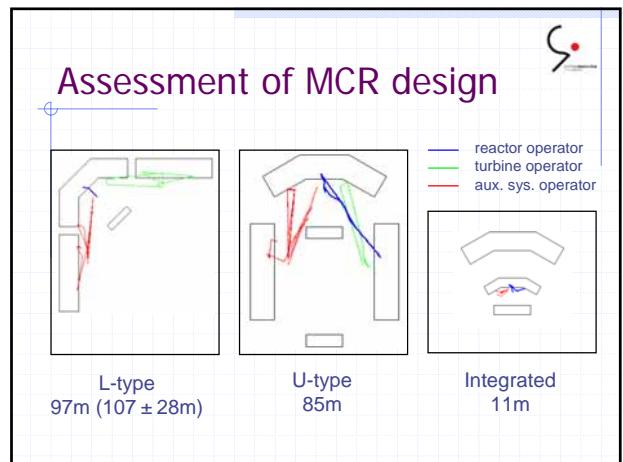 Assessment of MCR design
reactor operator
turbine operator
aux. sys. operator
L-type
97m (107 ± 28m)
U-type
85m
Integrated
11m